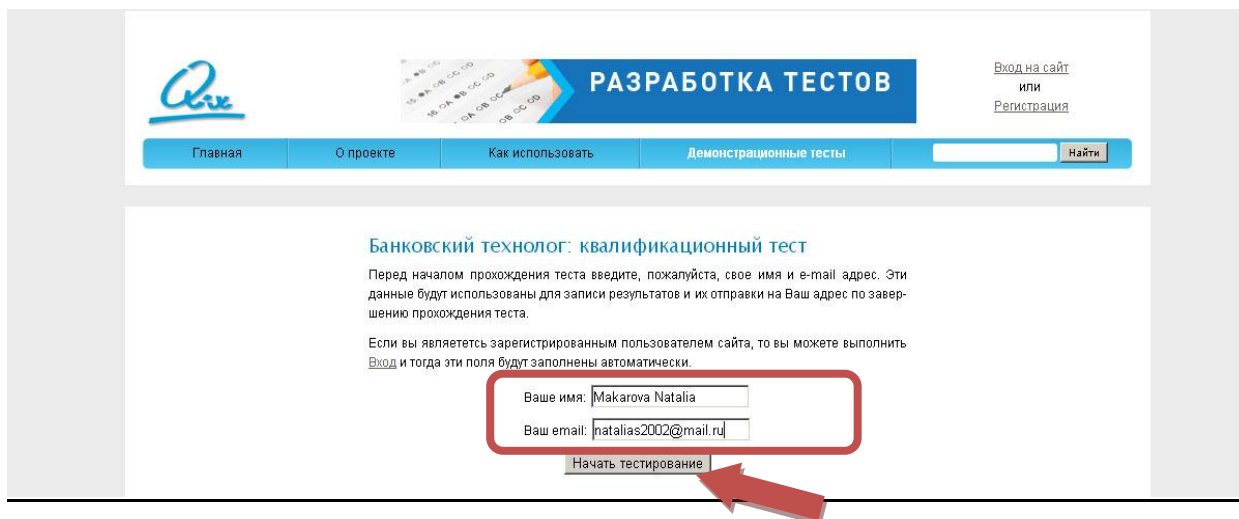 Qix
РАЗРАБОТКА ТЕСТОВ
Вход на сайт
или
Регистрация
Главная
О проекте
Как использовать
Демонстрационные тесты
Найти
Банковский технолог: квалификационный тест
Перед началом прохождения теста введите, пожалуйста, свое имя и e-mail адрес. Эти
данные будут использованы для записи результатов и их отправки на Ваш адрес по завер-
шению прохождения теста.
Если вы являететсь зарегистрированным пользователем сайта, то вы можете выполнить
Вход и тогда эти поля будут заполнены автоматически.
Ваше имя: Makarova Natalia
Ваш email: natalias2002@mail.ru
Начать тестирование